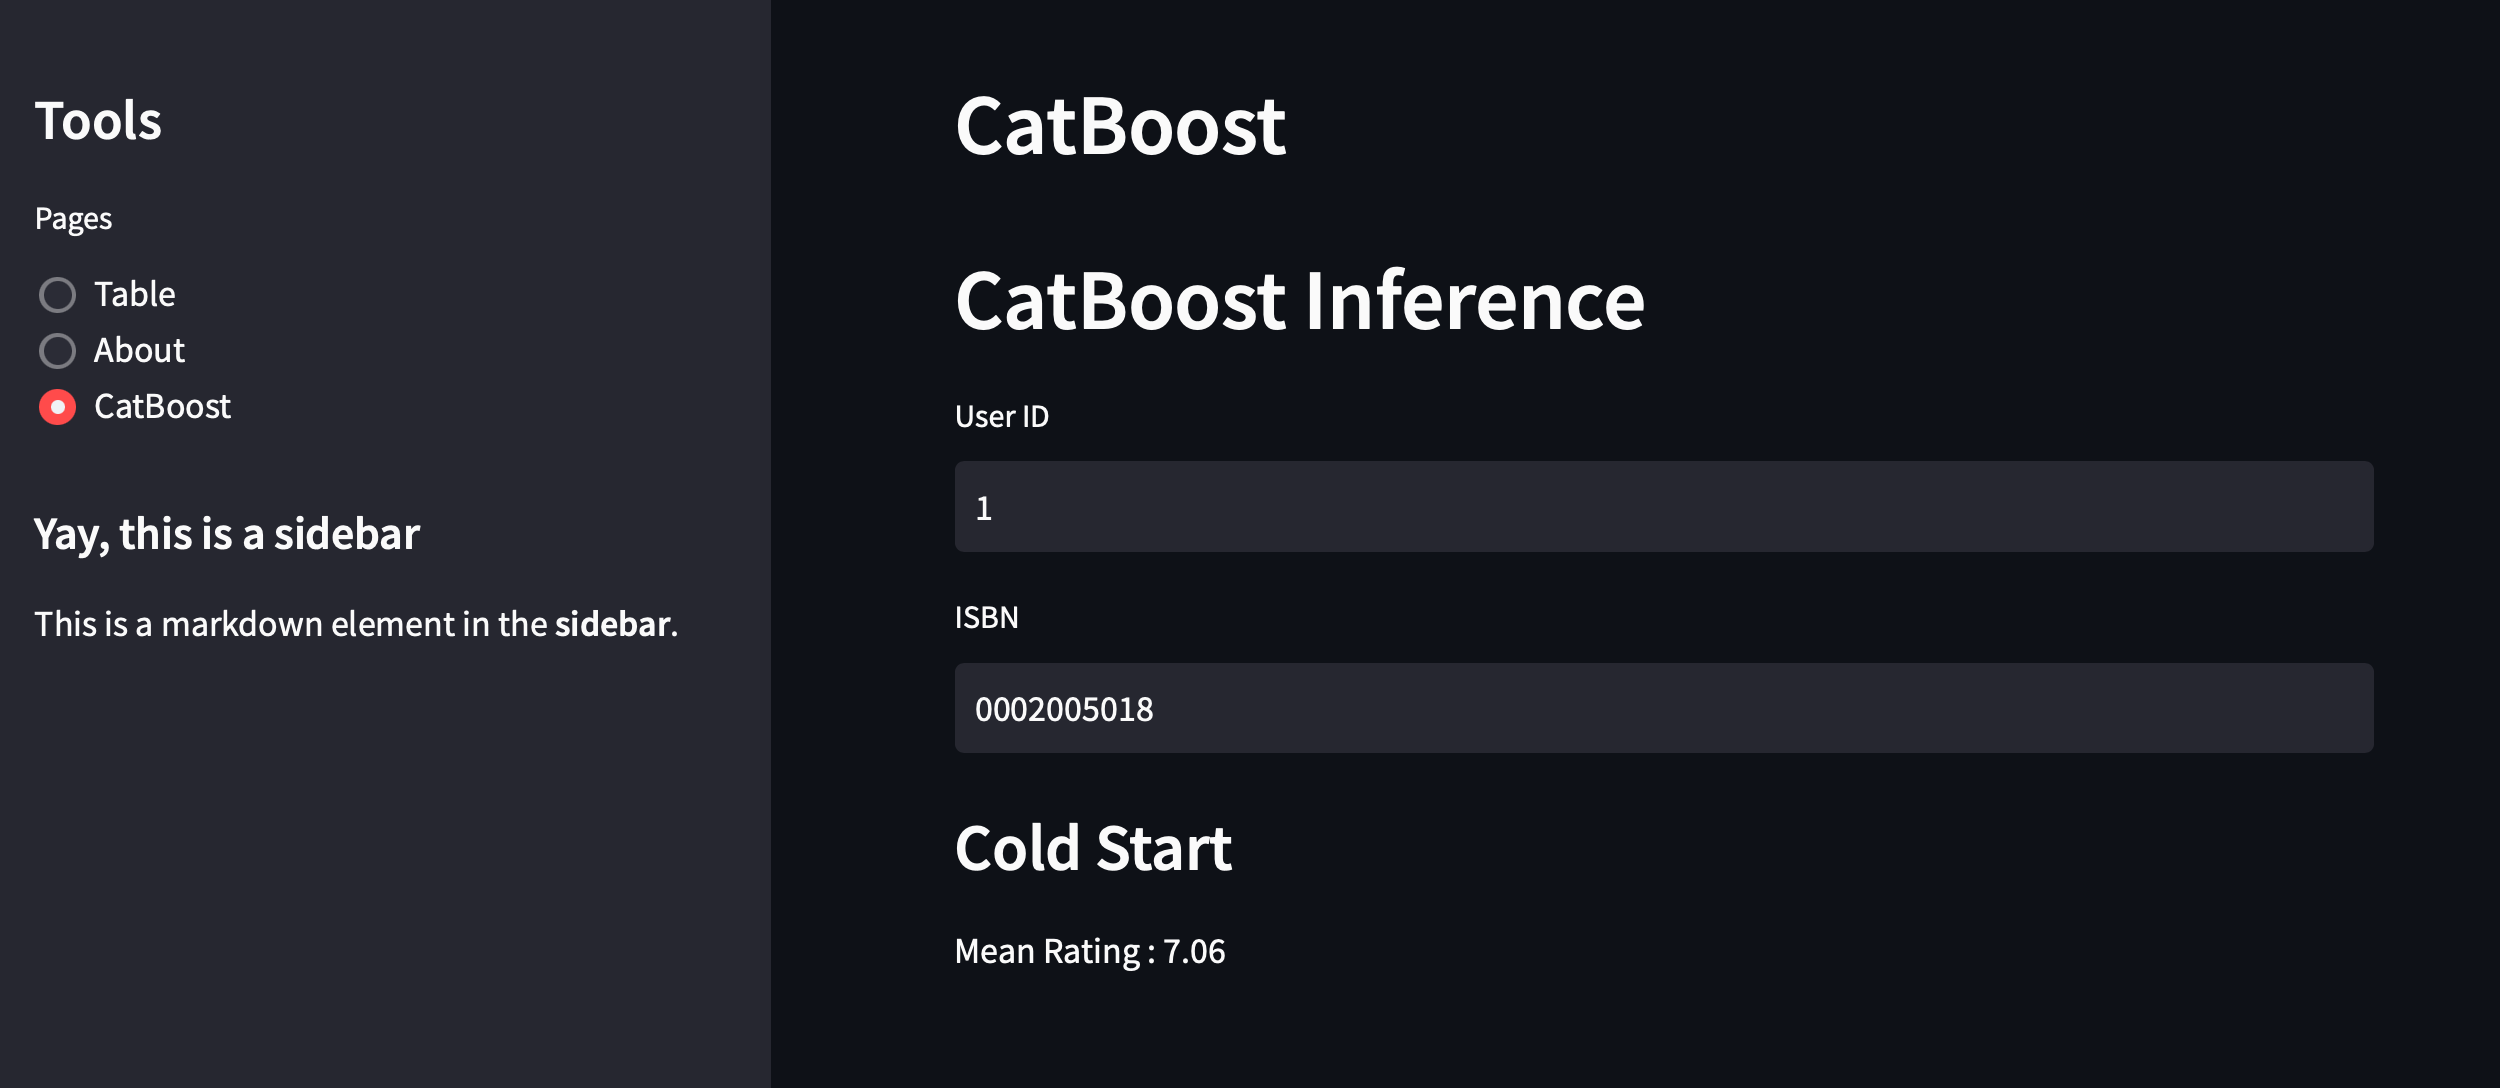 Tools
Pages
Table
About
CatBoost
Yay, this is a sidebar
This is a markdown element in the sidebar.
CatBoost
CatBoost Inference
User ID
1
ISBN
0002005018
Cold Start
Mean Rating : 7.06